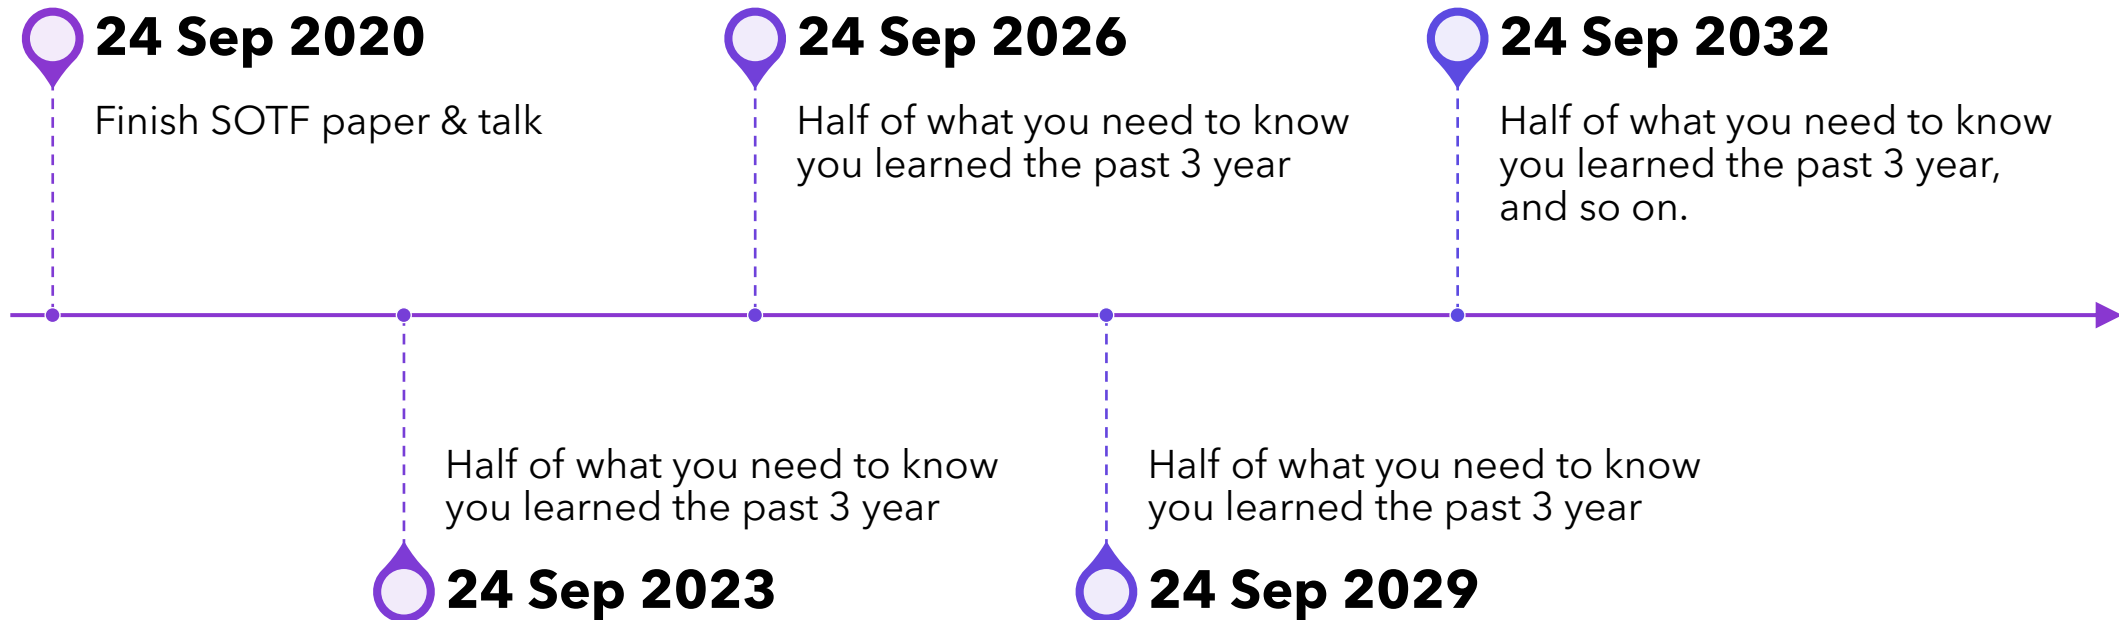 24 Sep 2020
Finish SOTF paper & talk
24 Sep 2026
Half of what you need to know
you learned the past 3 year
24 Sep 2032
Half of what you need to know
you learned the past 3 year,
and so on.
Half of what you need to know
you learned the past 3 year
24 Sep 2023
Half of what you need to know
you learned the past 3 year
24 Sep 2029